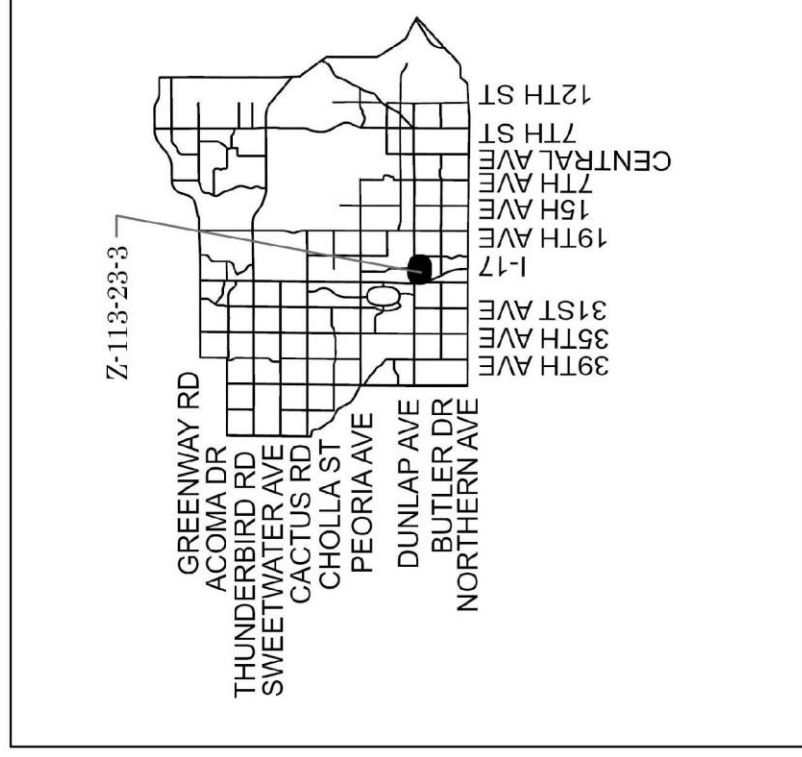 Z-113-23-3
GREENWAY RD
ACOMA DR
THUNDERBIRD RD
SWEETWATER AVE
CACTUS RD
CHOLLA ST
PEORIA AVE
DUNLAP AVE
BUTLER DR
NORTHERN AVE
12TH ST
7TH ST
CENTRAL AVE
7TH AVE
15H AVE
19TH AVE
I-17
31ST AVE
35TH AVE
39TH AVE